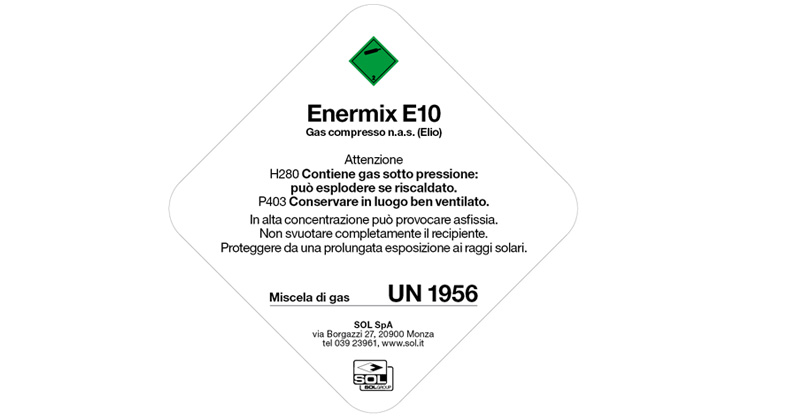 2
Enermix E10
Gas compresso n.a.s. (Elio)
Attenzione
H280 Contiene gas sotto pressione:
può esplodere se riscaldato.
P403 Conservare in luogo ben ventilato.
In alta concentrazione può provocare asfissia.
Non svuotare completamente il recipiente.
Proteggere da una prolungata esposizione ai raggi solari.
Miscela di gas UN 1956
SOL SpA
via Borgazzi 27, 20900 Monza
tel 039 23961, www.sol.it
SOL
SOLGROUP